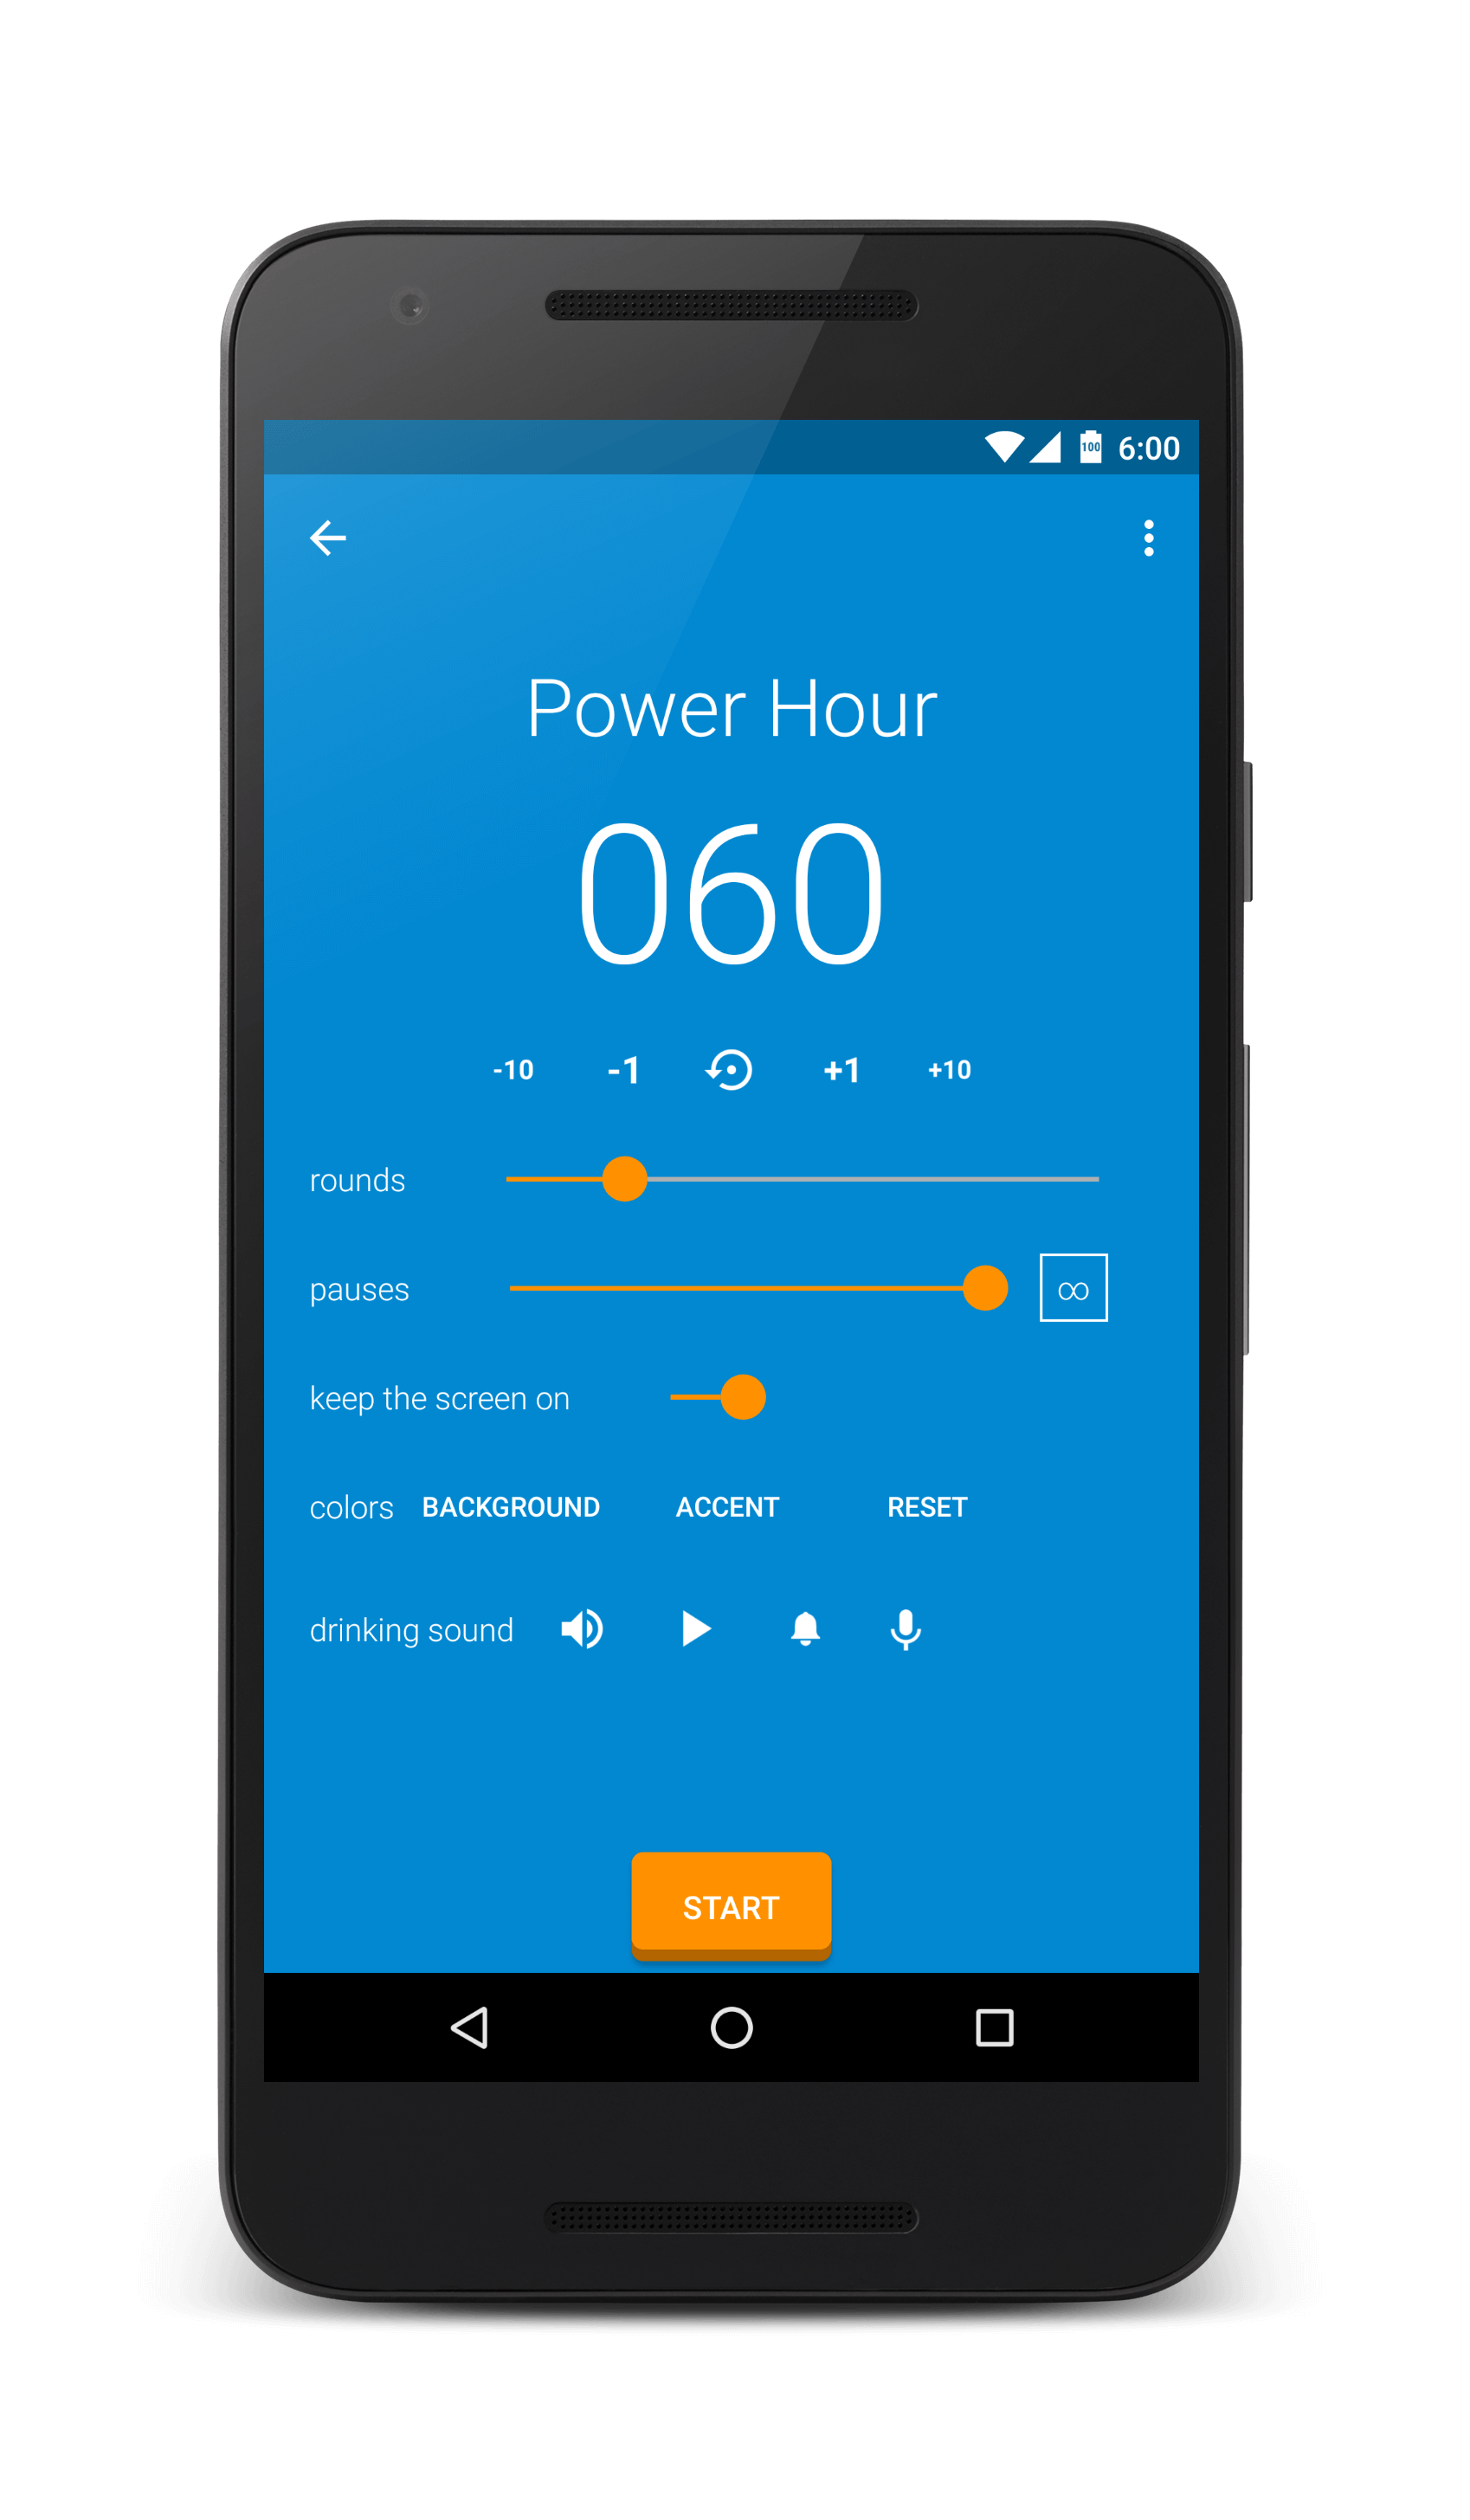 100 6:00
Power Hour
060
-10 -1 +1 +10
rounds
pauses ∞
keep the screen on
colors BACKGROUND ACCENT RESET
drinking sound
START